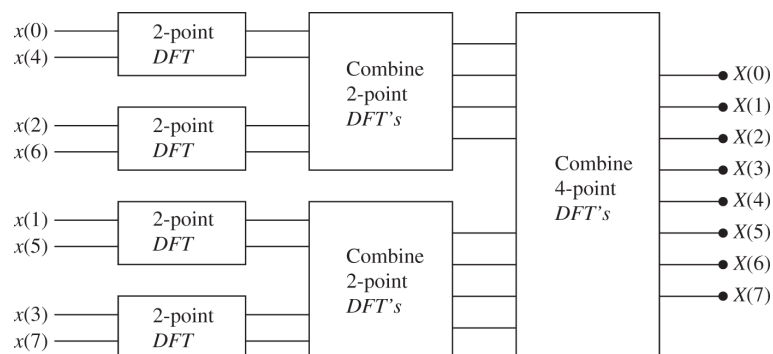 x(0)
x(4)
2-point
DFT
x(2)
x(6)
2-point
DFT
x(1)
x(5)
2-point
DFT
x(3)
x(7)
2-point
DFT
Combine
2-point
DFT's
Combine
2-point
DFT's
Combine
4-point
DFT's
X(0)
X(1)
X(2)
X(3)
X(4)
X(5)
X(6)
X(7)